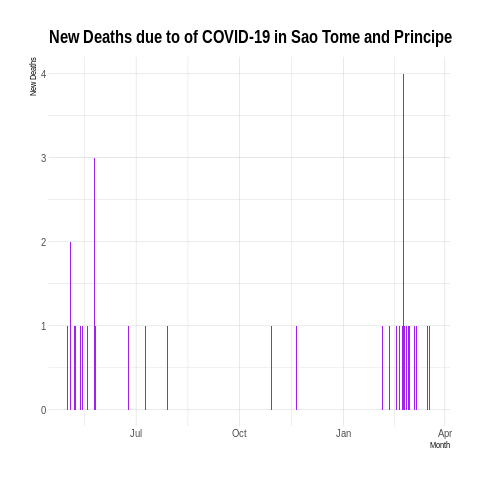 New Deaths due to of COVID-19 in Sao Tome and Principe
New Deaths
4
3
2
1
0
Jul Oct Jan Apr
Month